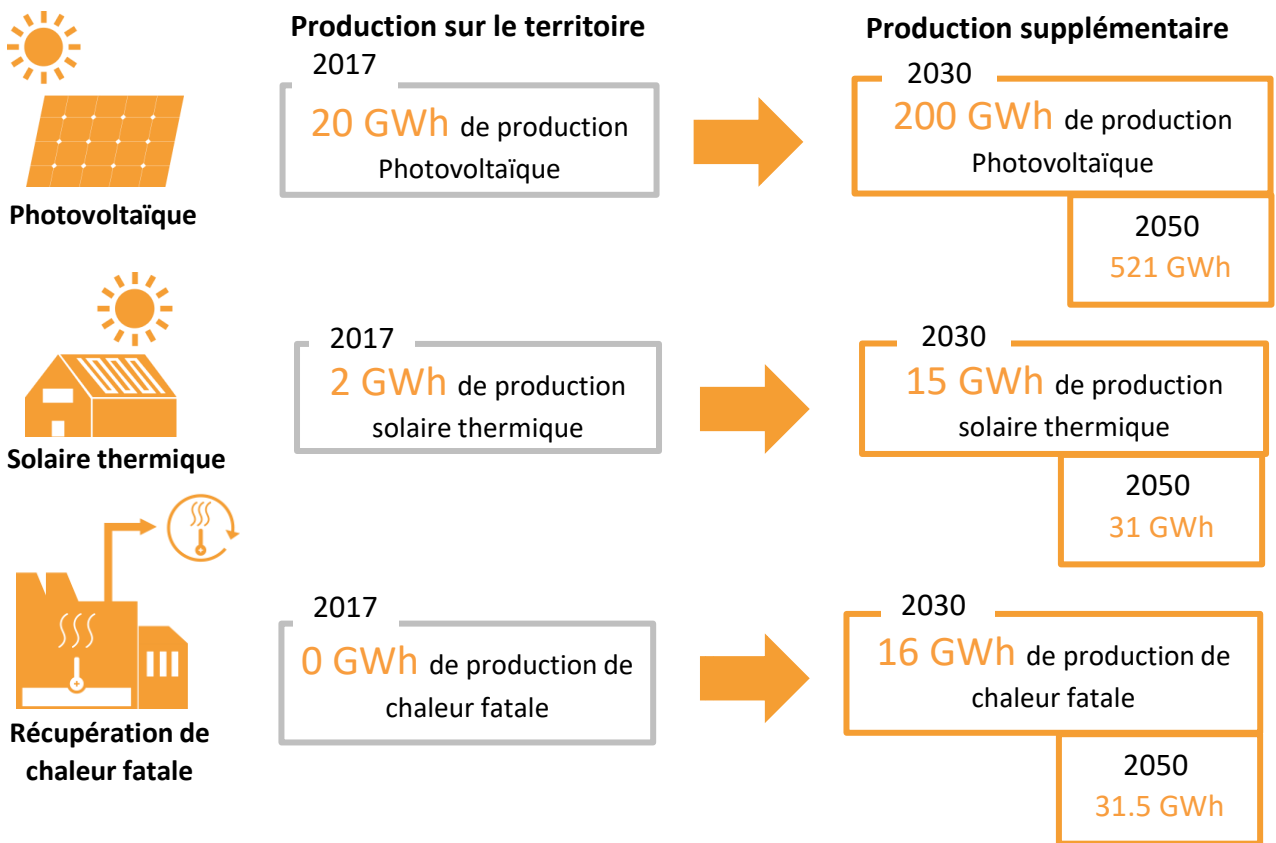 Production sur le territoire
Production supplémentaire
Photovoltaïque
2017
20 GWh de production
Photovoltaïque
2030
200 GWh de production
Photovoltaïque
2050
521 GWh
Solaire thermique
2017
2 GWh de production
solaire thermique
2030
15 GWh de production
solaire thermique
2050
31 GWh
Récupération de
chaleur fatale
2017
0 GWh de production de
chaleur fatale
2030
16 GWh de production de
chaleur fatale
2050
31.5 GWh